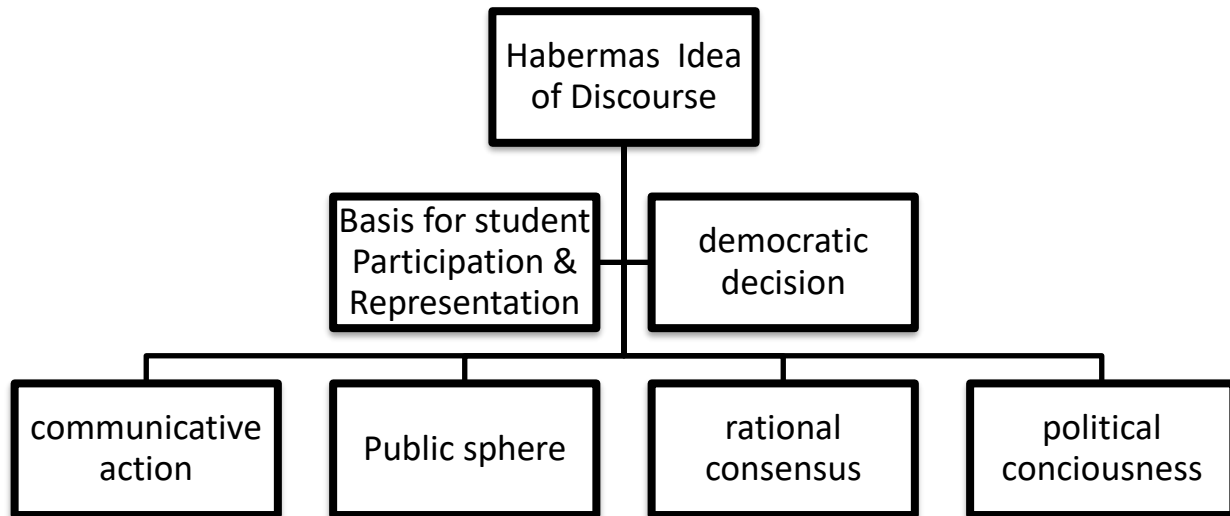 Habermas  Idea
of Discourse
Basis for student
Participation &
Representation
democratic
decision
communicative
action
Public sphere
rational
consensus
political
conciousness